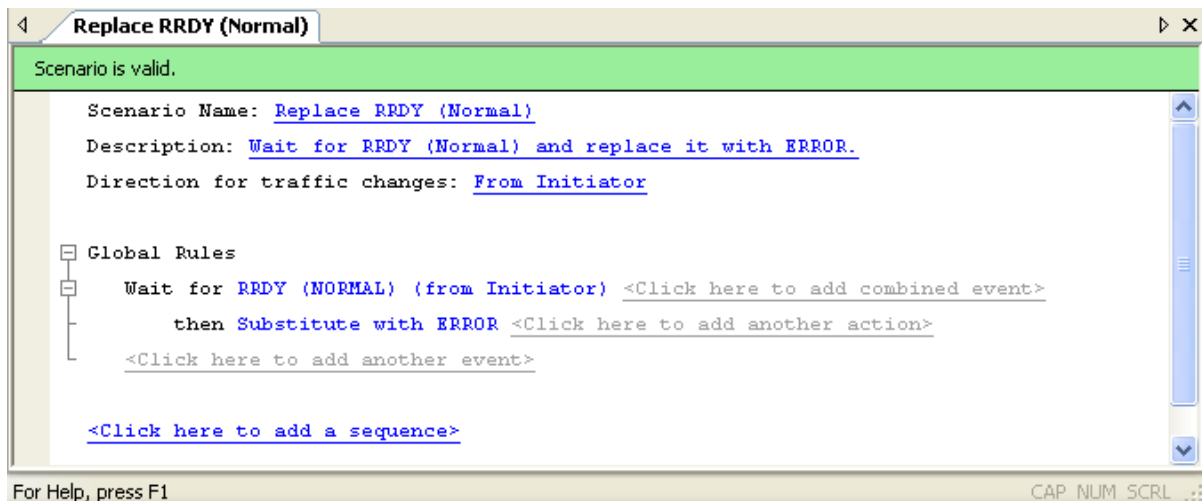 Replace RRDY (Normal)
Scenario is valid.
Scenario Name: Replace RRDY (Normal)
Description: Wait for RRDY (Normal) and replace it with ERROR.
Direction for traffic changes: From Initiator
Global Rules
Wait for RRDY (NORMAL) (from Initiator) <Click here to add combined event>
then Substitute with ERROR <Click here to add another action>
<Click here to add another event>
<Click here to add a sequence>
For Help, press F1 CAP NUM SCRL